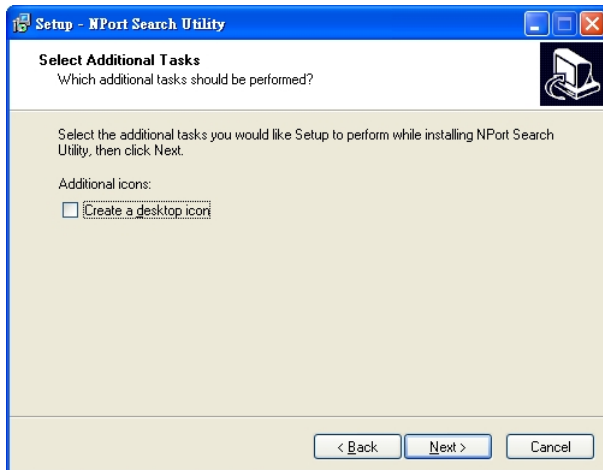 Setup - NPort Search Utility
Select Additional Tasks
Which additional tasks should be performed?
Select the additional tasks you would like Setup to perform while installing NPort Search
Utility, then click Next.
Additional icons:
Create a desktop icon
< Back Next > Cancel